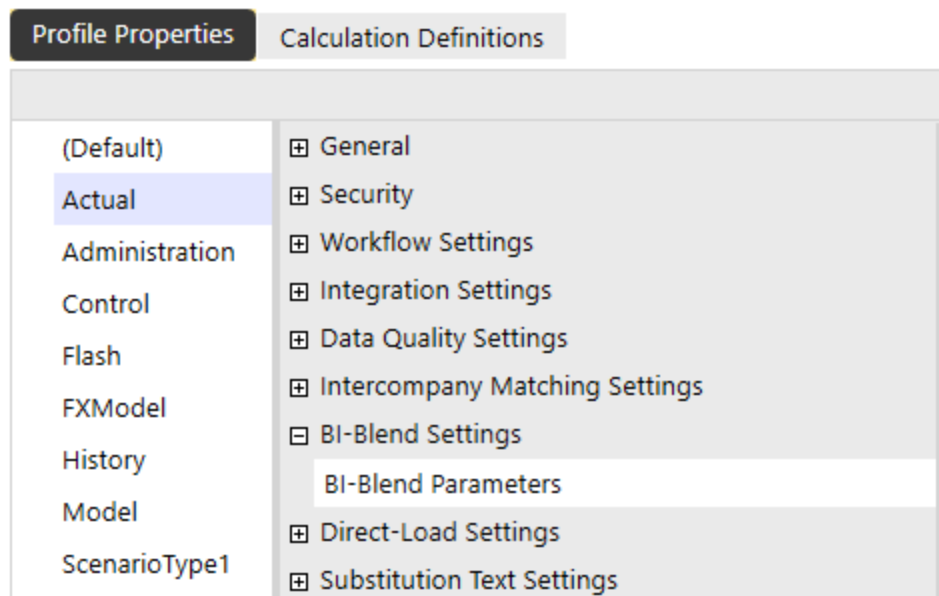 Profile Properties
Calculation Definitions
(Default)
Actual
Administration
Control
Flash
FXModel
History
Model
ScenarioType1
General
Security
Workflow Settings
Integration Settings
Data Quality Settings
Intercompany Matching Settings
BI-Blend Settings
BI-Blend Parameters
Direct-Load Settings
Substitution Text Settings